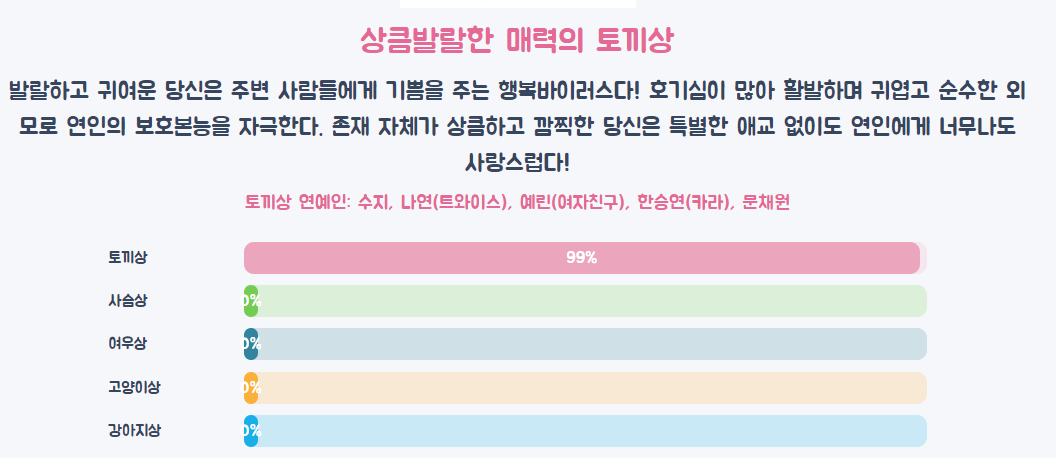 상큼발랄한 매력의 토끼상
발랄하고 귀여운 당신은 주변 사람들에게 기쁨을 주는 행복바이러스다! 호기심이 많아 활발하며 귀엽고 순수한 외
모로 연인의 보호본능을 자극한다. 존재 자체가 상큼하고 깜찍한 당신은 특별한 애교 없이도 연인에게 너무나도
사랑스럽다!
토끼상 연예인: 수지, 나연(트와이스), 예린(여자친구), 한승연(카라), 문채원
토끼상 99%
사슴상 0%
여우상 0%
고양이상 0%
강아지상 0%